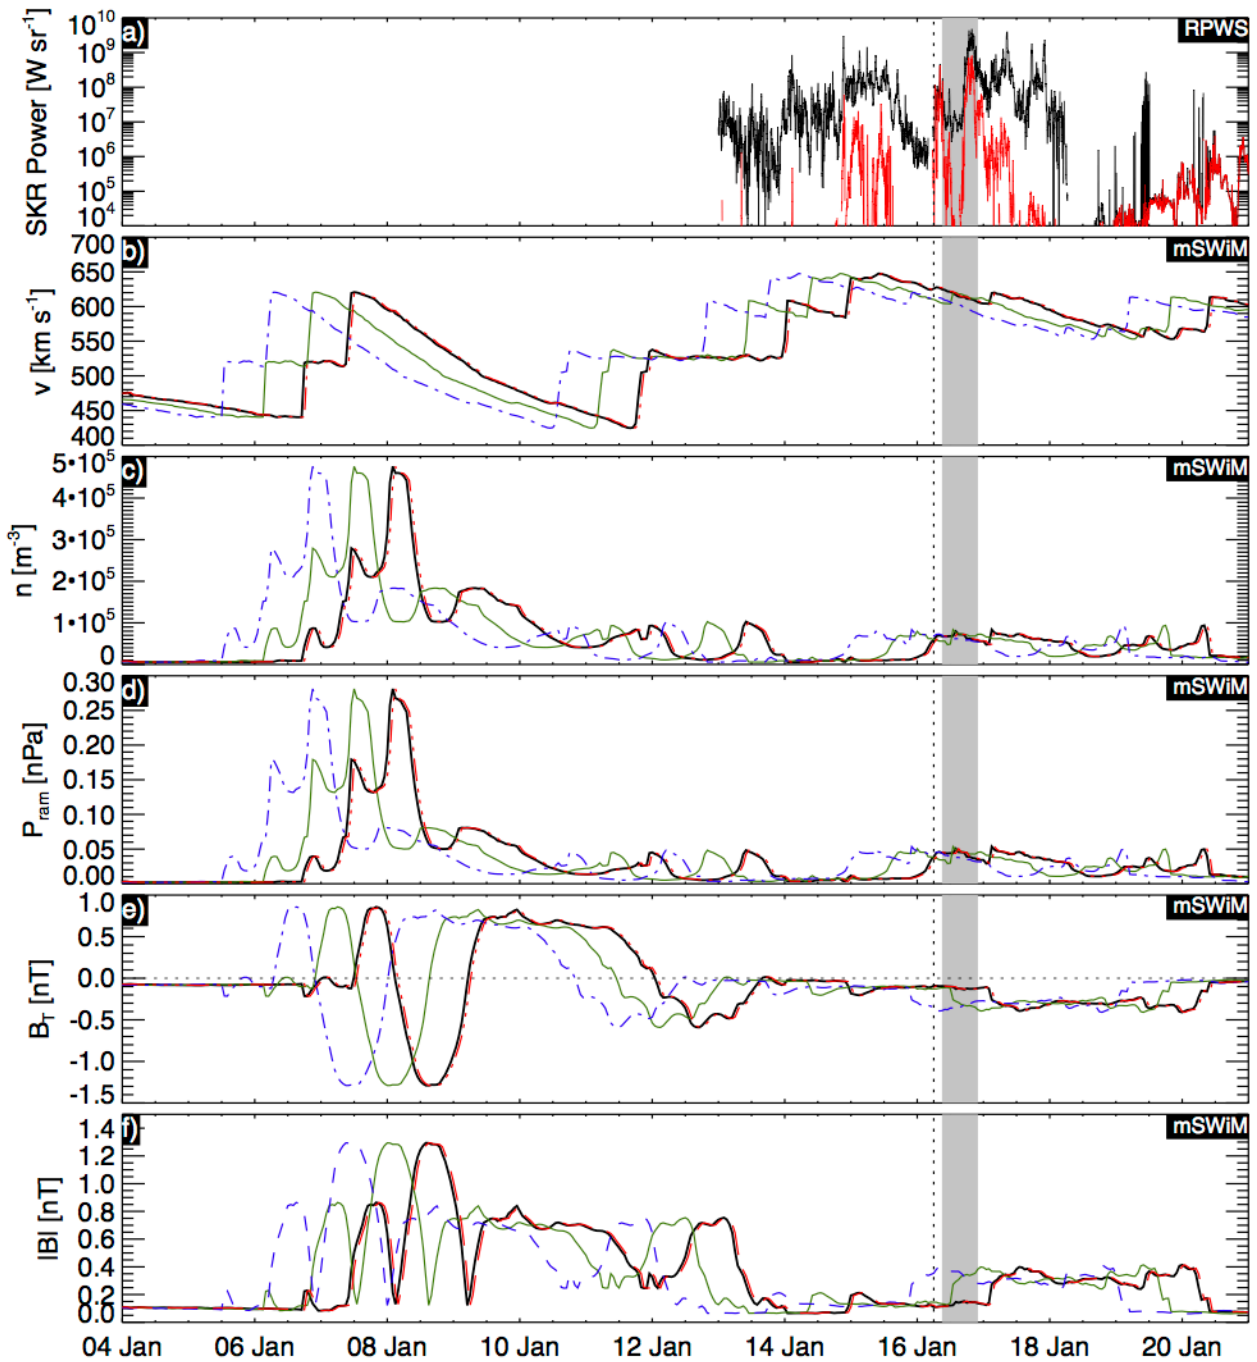 SKR Power [W sr⁻¹]
10¹⁰
10⁹
10⁸
10⁷
10⁶
10⁵
10⁴
a)
RPWS
v [km s⁻¹]
700
650
600
550
500
450
400
b)
mSWiM
n [m⁻³]
5•10⁵
4•10⁵
3•10⁵
2•10⁵
1•10⁵
0
c)
mSWiM
P_ram [nPa]
0.30
0.25
0.20
0.15
0.10
0.05
0.00
d)
mSWiM
B_T [nT]
1.0
0.5
0.0
-0.5
-1.0
-1.5
e)
mSWiM
|B| [nT]
1.4
1.2
1.0
0.8
0.6
0.4
0.2
0.0
f)
mSWiM
04 Jan 06 Jan 08 Jan 10 Jan 12 Jan 14 Jan 16 Jan 18 Jan 20 Jan